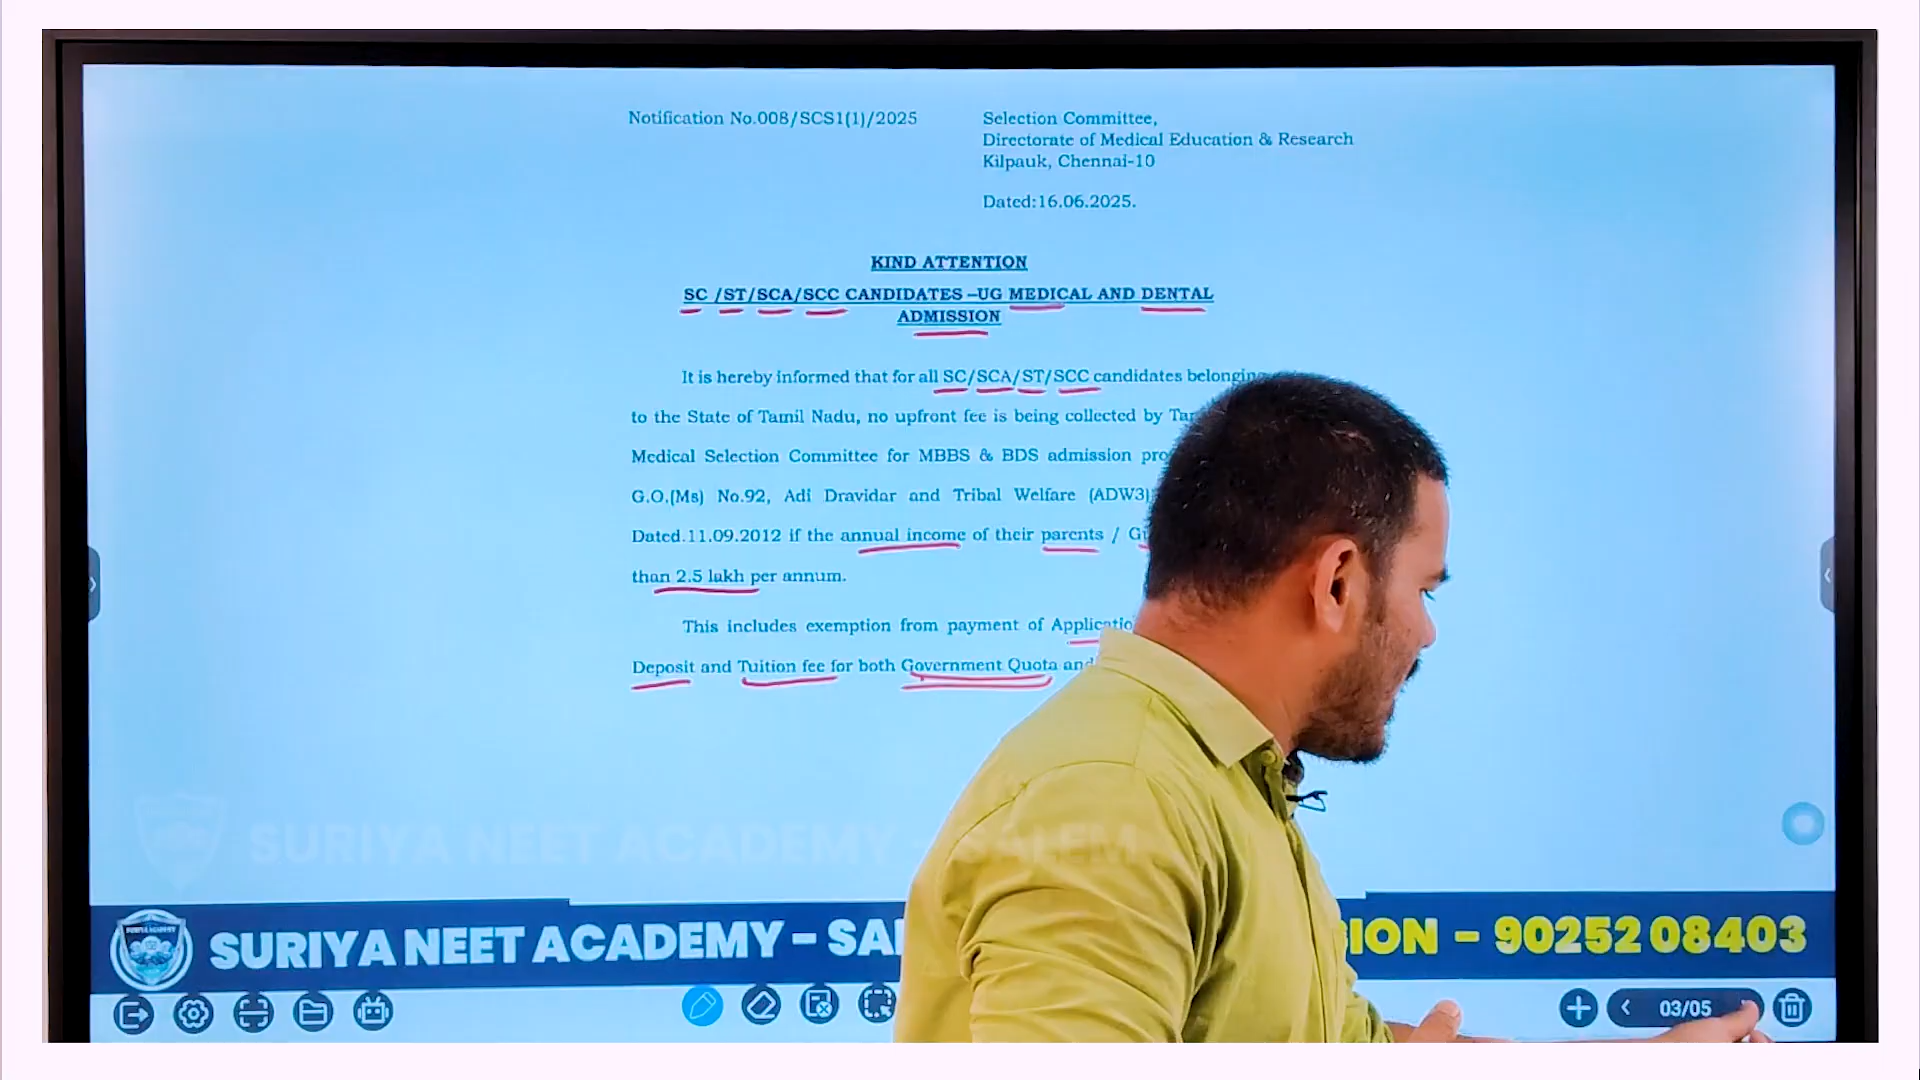 Notification No.008/SCS1(1)/2025
Selection Committee,
Directorate of Medical Education & Research
Kilpauk, Chennai-10
Dated:16.06.2025.
KIND ATTENTION
SC /ST/SCA/SCC CANDIDATES –UG MEDICAL AND DENTAL
ADMISSION
It is hereby informed that for all SC/SCA/ST/SCC candidates belonging
to the State of Tamil Nadu, no upfront fee is being collected by
Medical Selection Committee for MBBS & BDS admission
G.O.(Ms) No.92, Adi Dravidar and Tribal Welfare (ADW3)
Dated.11.09.2012 if the annual income of their parents /
than 2.5 lakh per annum.
This includes exemption from payment of
Deposit and Tuition fee for both Government Quota and
SURIYA NEET ACADEMY - SALEM
SURIYA NEET ACADEMY - 90252 08403
03/05